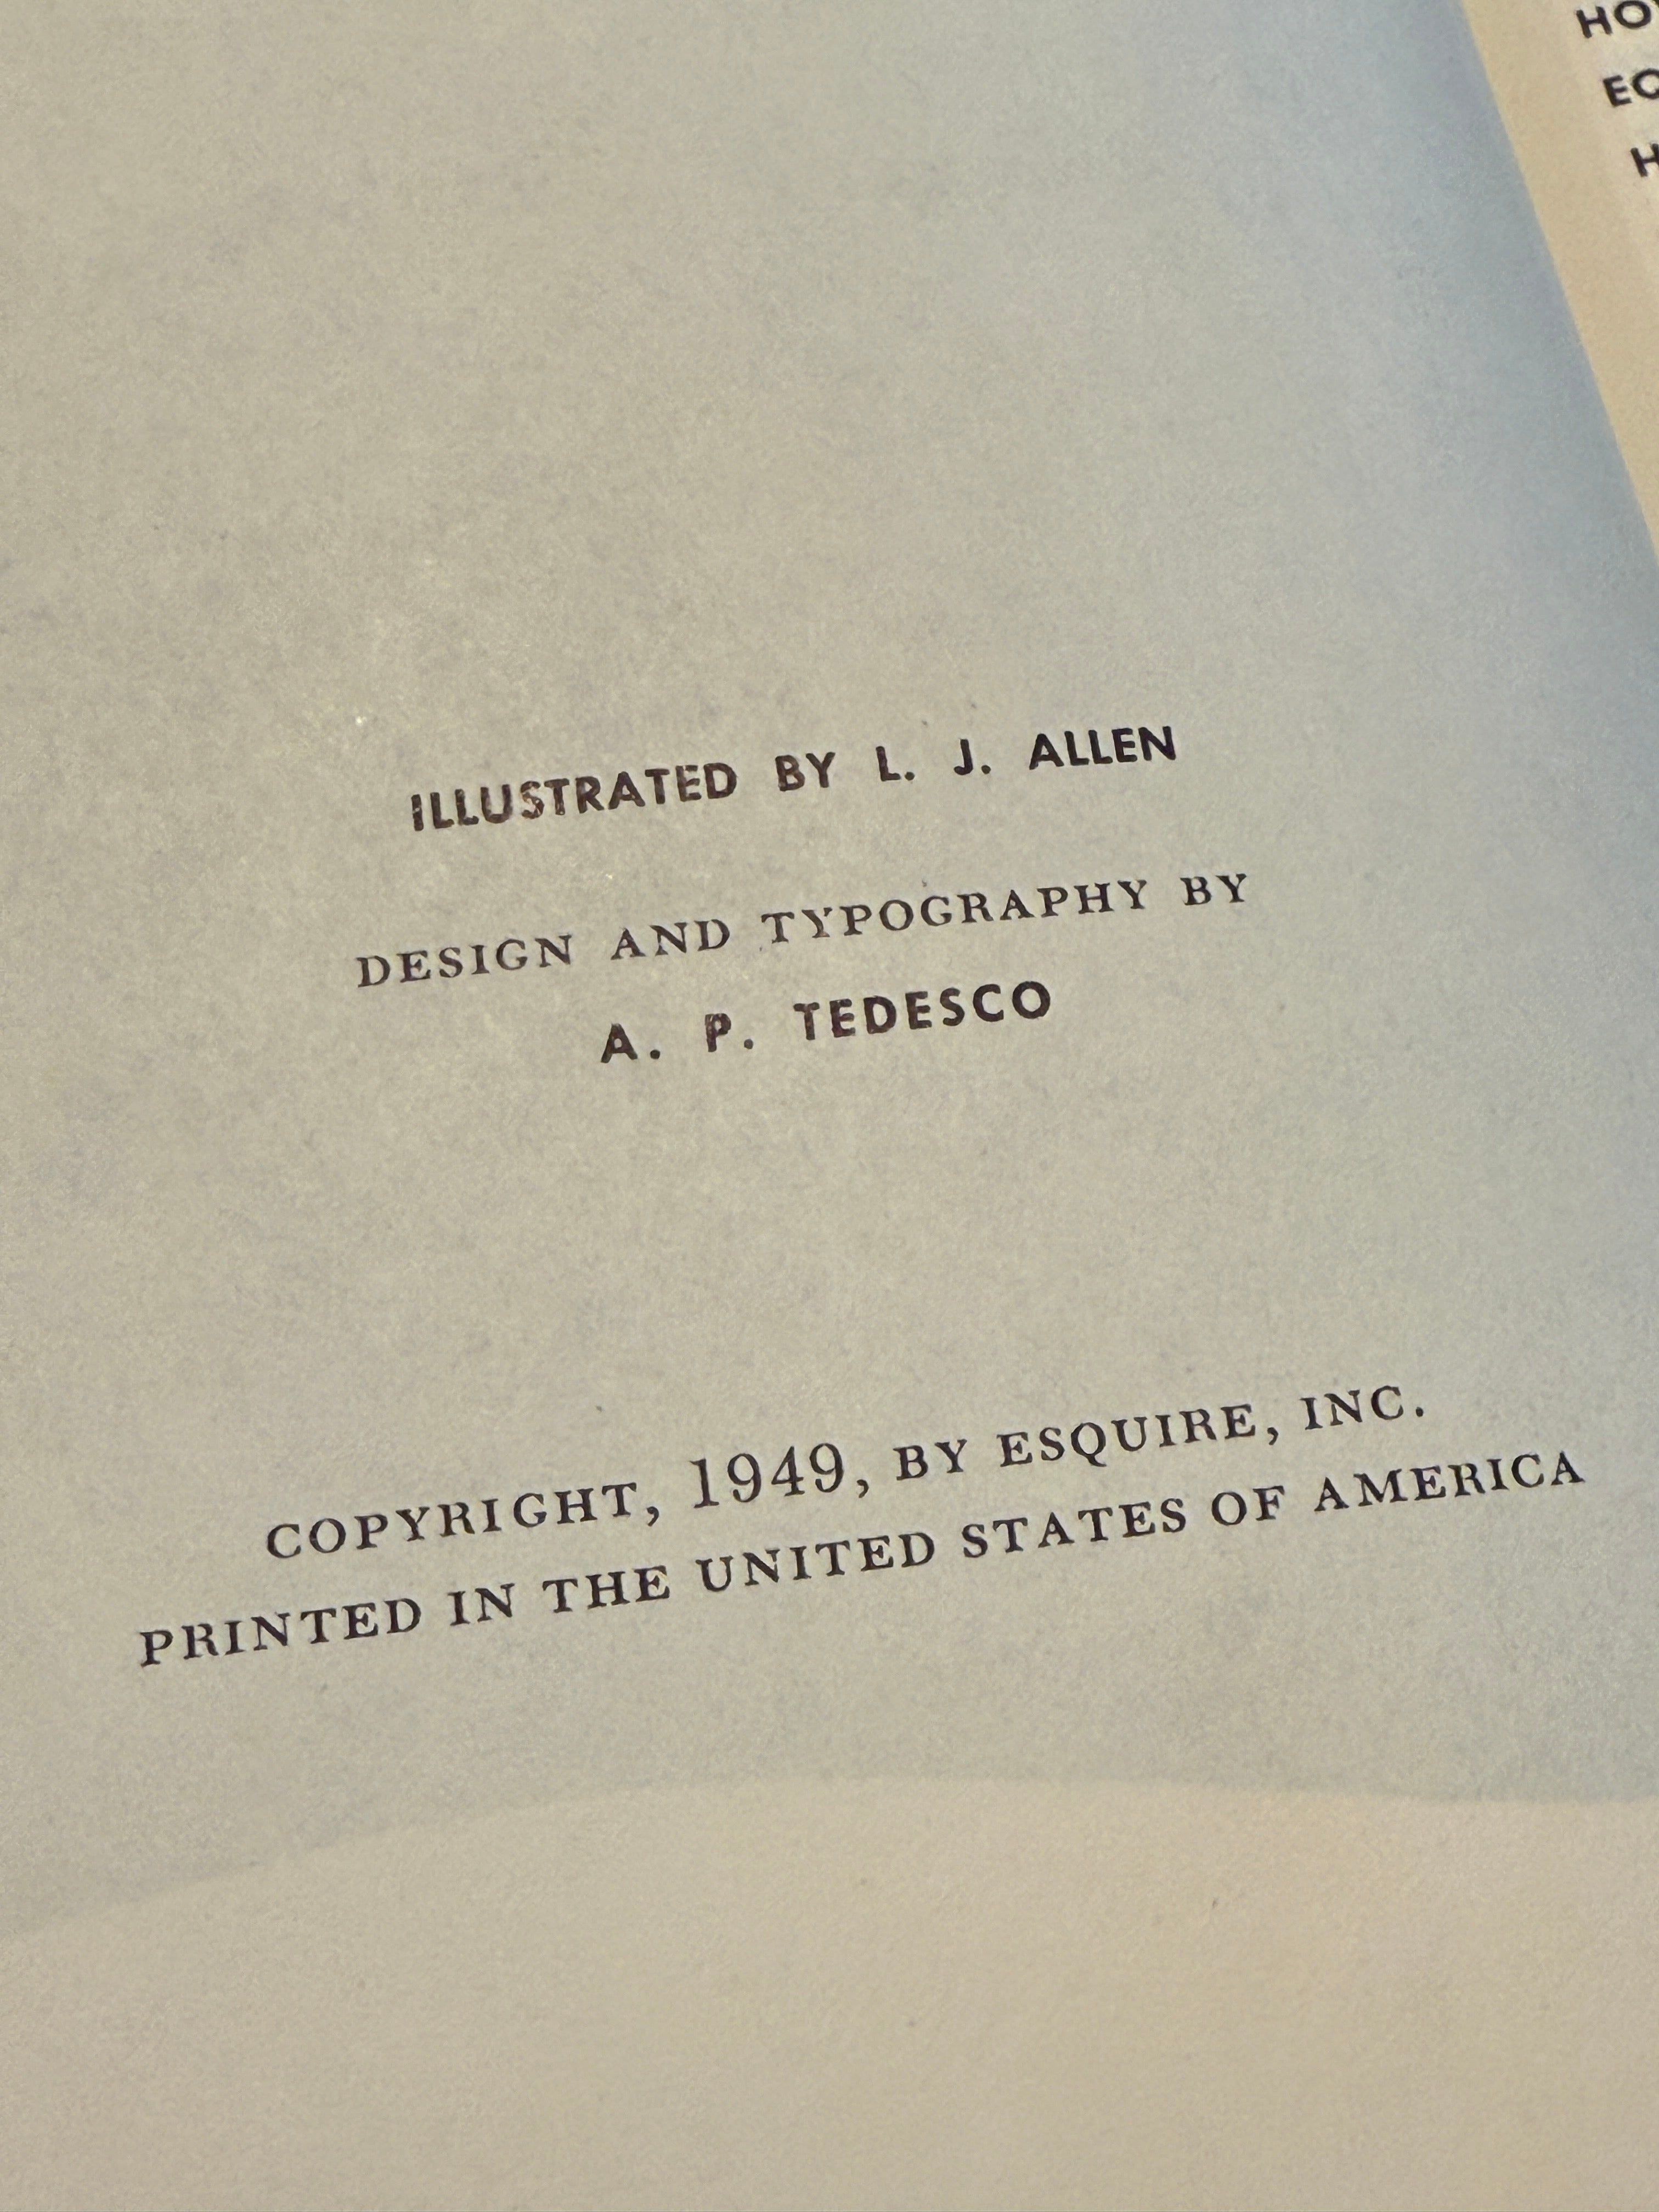 ILLUSTRATED BY L. J. ALLEN
DESIGN AND TYPOGRAPHY BY
A. P. TEDESCO
COPYRIGHT, 1949, BY ESQUIRE, INC.
PRINTED IN THE UNITED STATES OF AMERICA